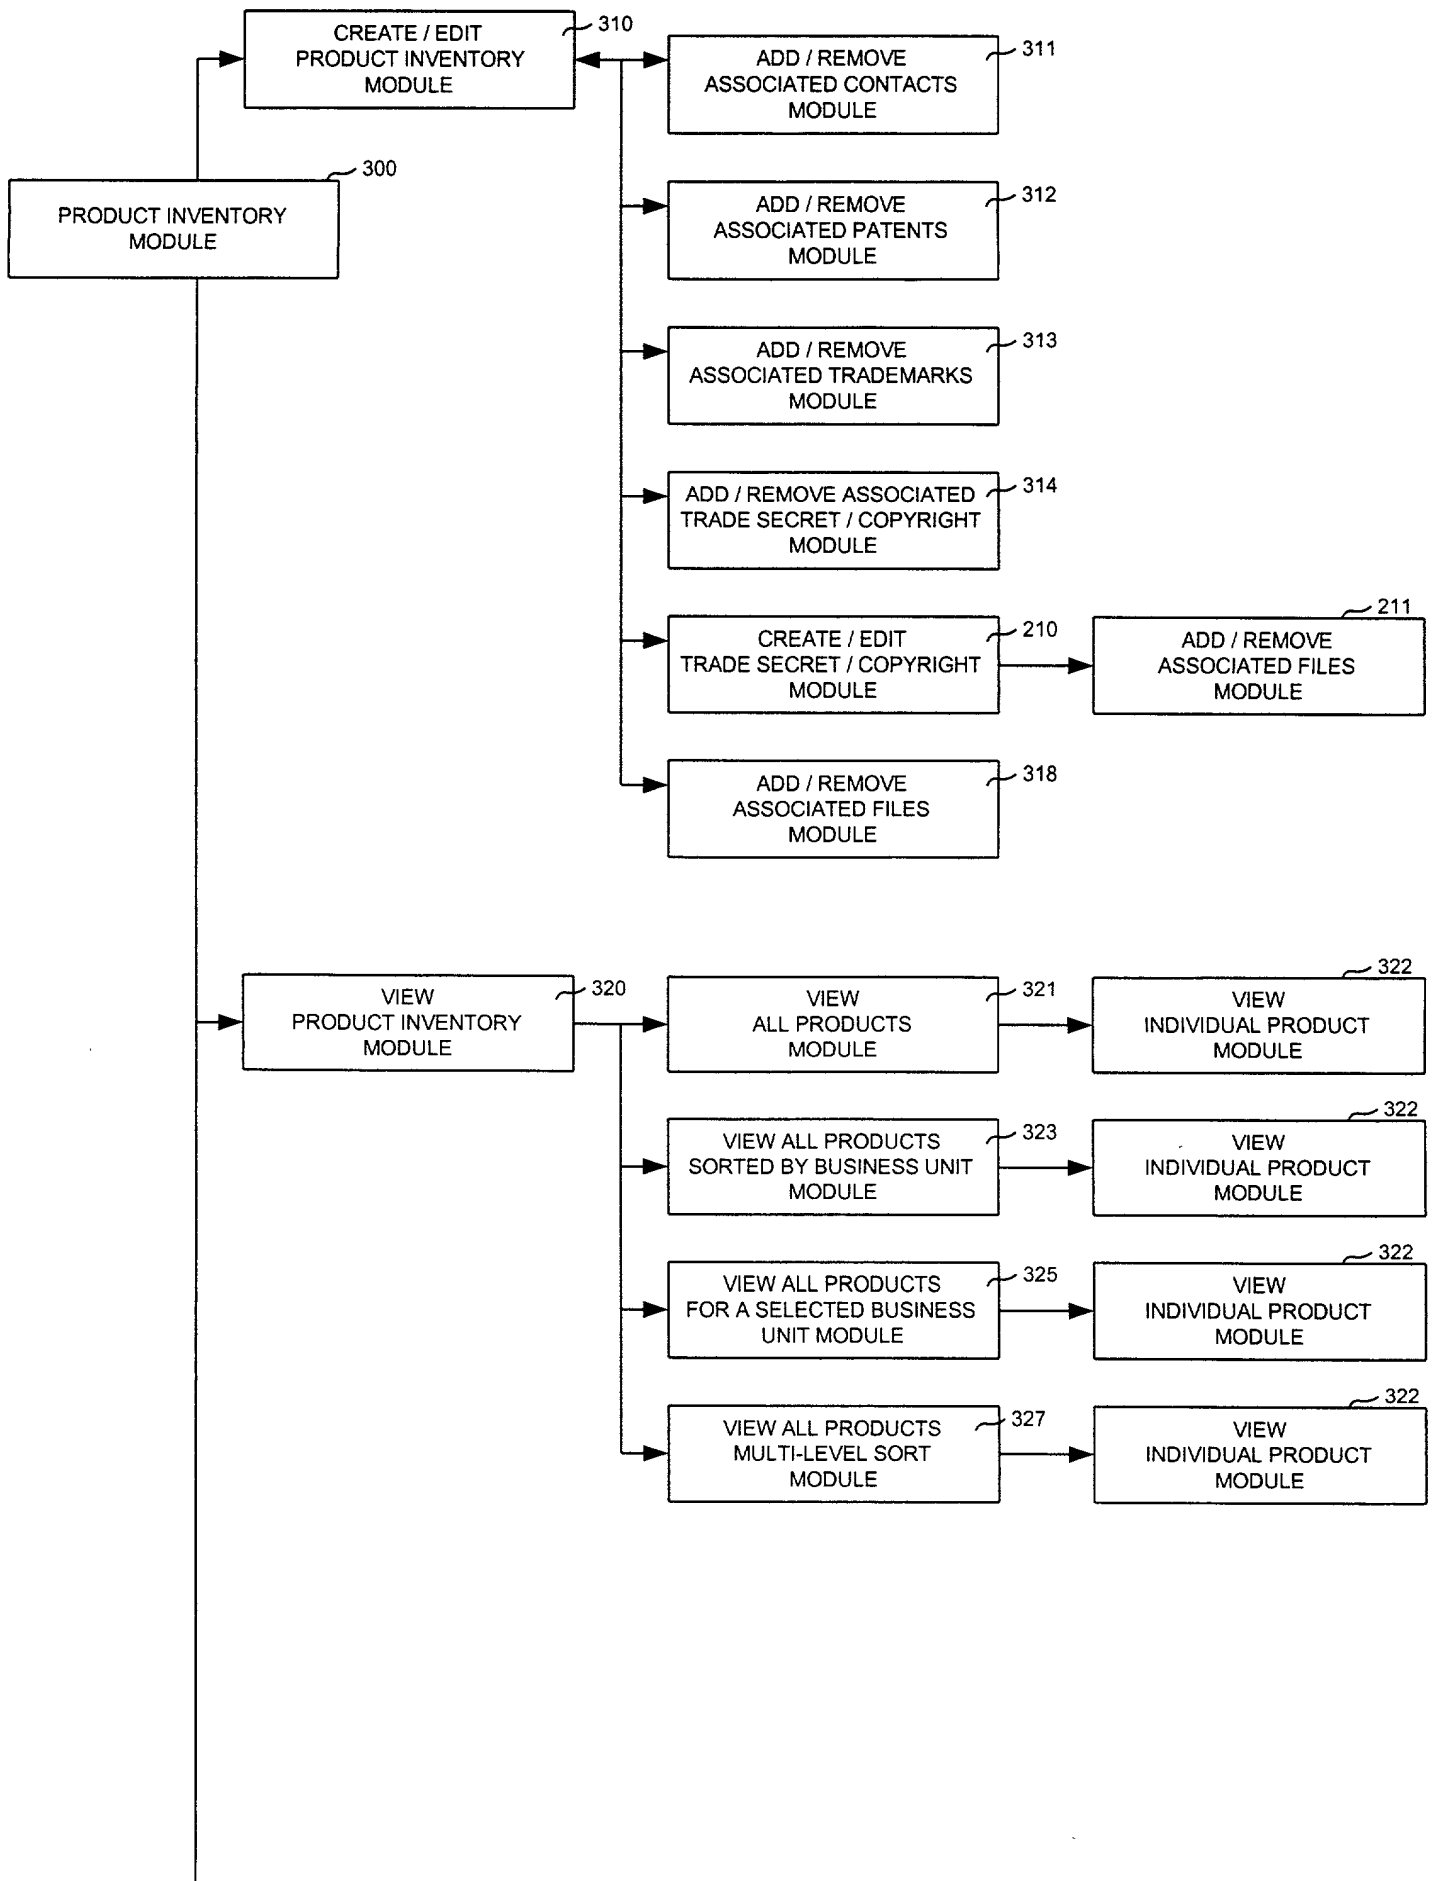 CREATE / EDIT
PRODUCT INVENTORY
MODULE
310
ADD / REMOVE
ASSOCIATED CONTACTS
MODULE
311
300
PRODUCT INVENTORY
MODULE
ADD / REMOVE
ASSOCIATED PATENTS
MODULE
312
ADD / REMOVE
ASSOCIATED TRADEMARKS
MODULE
313
ADD / REMOVE ASSOCIATED
TRADE SECRET / COPYRIGHT
MODULE
314
CREATE / EDIT
TRADE SECRET / COPYRIGHT
MODULE
210
211
ADD / REMOVE
ASSOCIATED FILES
MODULE
ADD / REMOVE
ASSOCIATED FILES
MODULE
318
VIEW
PRODUCT INVENTORY
MODULE
320
VIEW
ALL PRODUCTS
MODULE
321
322
VIEW
INDIVIDUAL PRODUCT
MODULE
VIEW ALL PRODUCTS
SORTED BY BUSINESS UNIT
MODULE
323
322
VIEW
INDIVIDUAL PRODUCT
MODULE
VIEW ALL PRODUCTS
FOR A SELECTED BUSINESS
UNIT MODULE
325
322
VIEW
INDIVIDUAL PRODUCT
MODULE
VIEW ALL PRODUCTS
MULTI-LEVEL SORT
MODULE
327
322
VIEW
INDIVIDUAL PRODUCT
MODULE